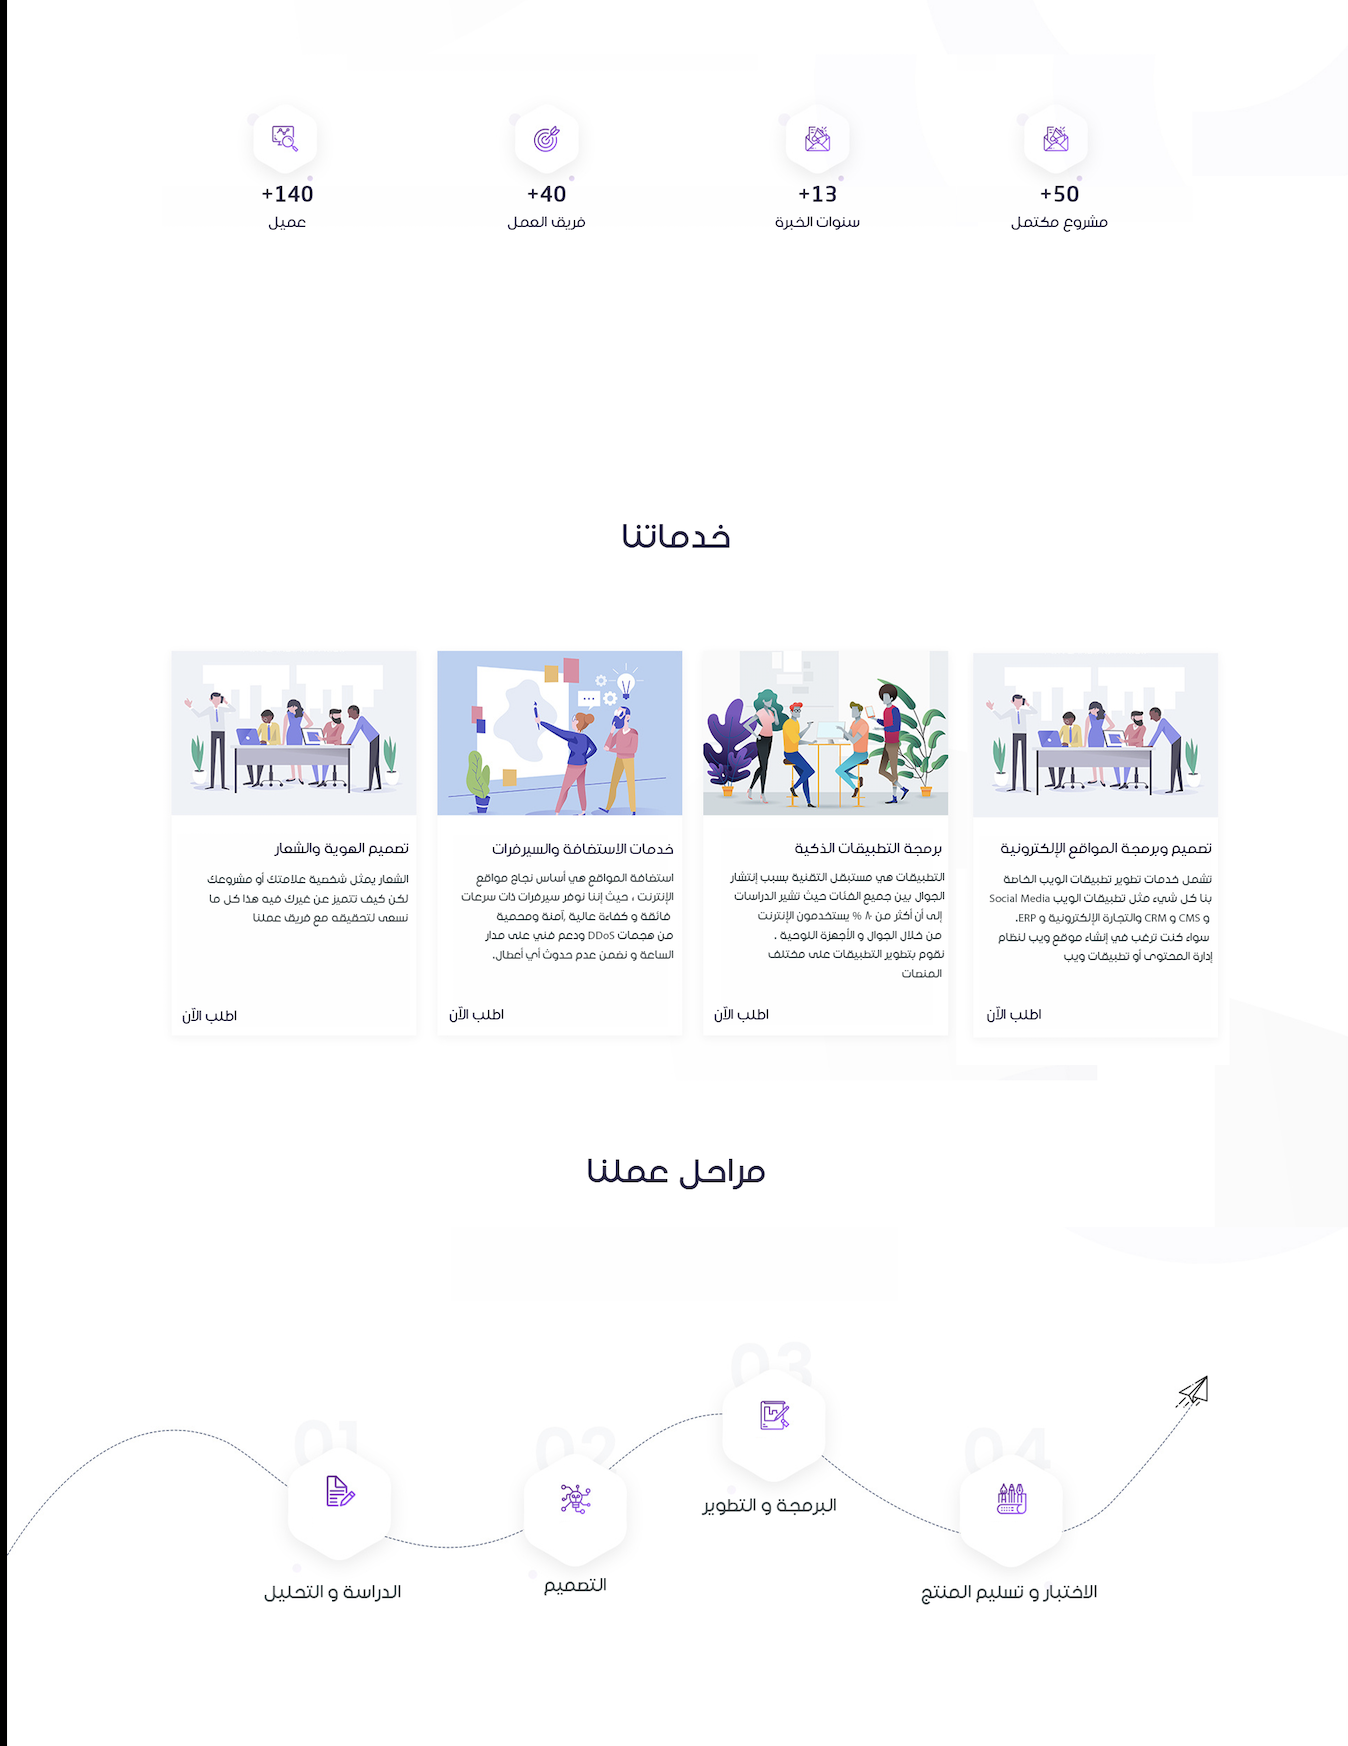 50+
مشروع مكتمل
13+
سنوات الخبرة
40+
فريق العمل
140+
عميل
خدماتنا
تصميم وبرمجة المواقع الإلكترونية
تشمل خدمات تطوير تطبيقات الويب الخاصة
بنا كل شيء مثل تطبيقات الويب Social Media
و CMS و CRM والتجارة الإلكترونية و ERP.
سواء كنت ترغب في إنشاء موقع ويب لنظام
إدارة المحتوى أو تطبيقات ويب
اطلب الآن
برمجة التطبيقات الذكية
التطبيقات هي مستبقل التقنية بسبب إنتشار
الجوال بين جميع الفئات حيث تشير الدراسات
إلى أن أكثر من ٨٠ % يستخدمون الإنترنت
من خلال الجوال و الأجهزة اللوحية .
نقوم بتطوير التطبيقات على مختلف
المنصات
اطلب الآن
خدمات الاستضافة والسيرفرات
استضافة المواقع هي أساس نجاح مواقع
الإنترنت ، حيث إننا نوفر سيرفرات ذات سرعات
فائقة و كفاءة عالية ,آمنة ومحمية
من هجمات DDoS ودعم فني على مدار
الساعة و نضمن عدم حدوث أي أعطال.
اطلب الآن
تصميم الهوية والشعار
الشعار يمثل شخصية علامتك أو مشروعك
لكن كيف تتميز عن غيرك فيه هذا كل ما
نسعى لتحقيقه مع فريق عملنا
اطلب الآن
مراحل عملنا
01
الدراسة و التحليل
02
التصميم
03
البرمجة و التطوير
04
الاختبار و تسليم المنتج